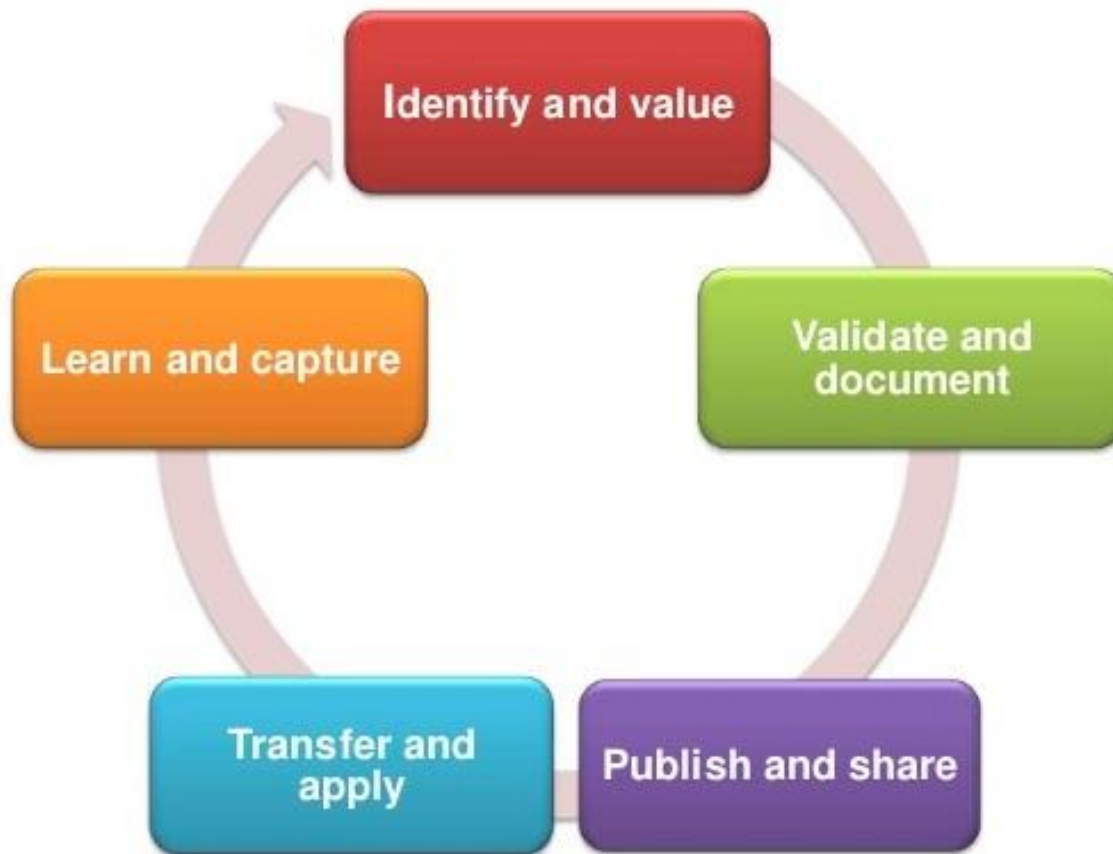 Identify and value
Validate and
document
Publish and share
Transfer and
apply
Learn and capture